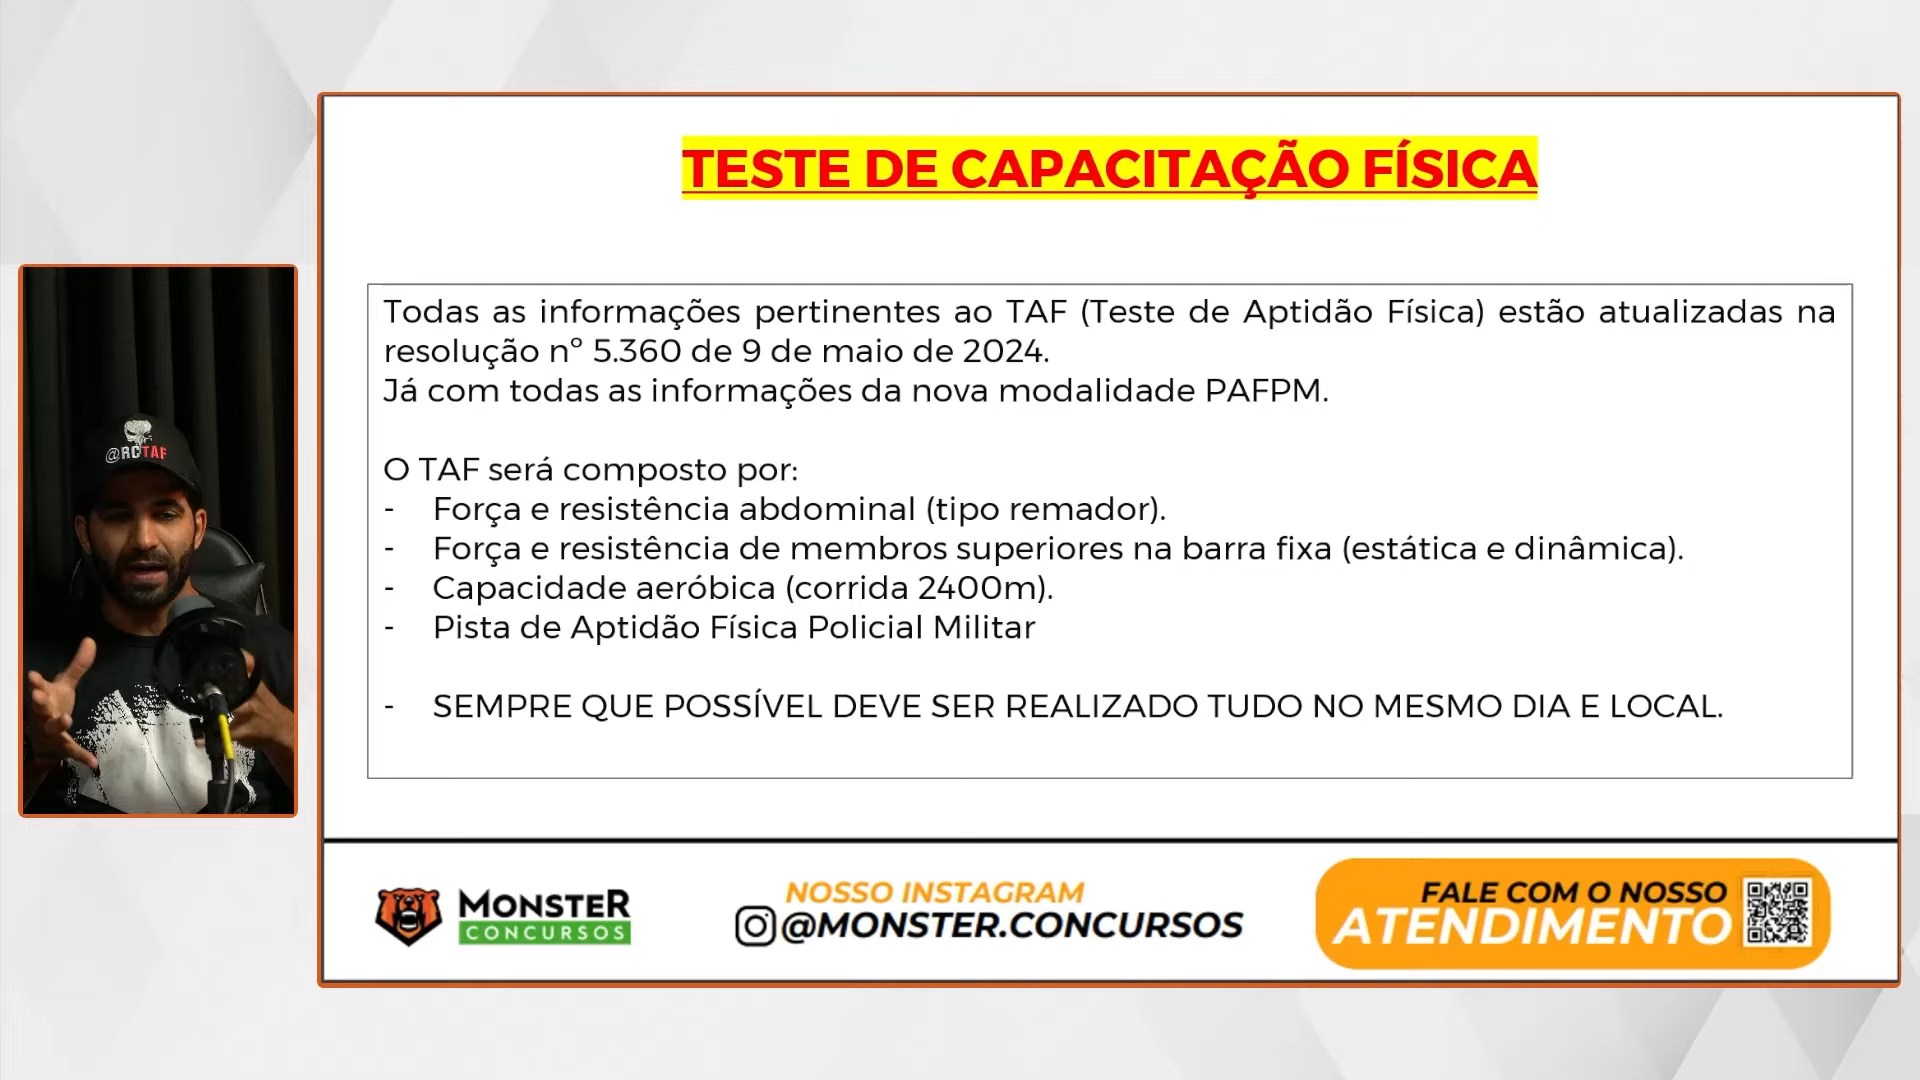 TESTE DE CAPACITAÇÃO FÍSICA
Todas as informações pertinentes ao TAF (Teste de Aptidão Física) estão atualizadas na
resolução nº 5.360 de 9 de maio de 2024.
Já com todas as informações da nova modalidade PAFPM.
O TAF será composto por:
- Força e resistência abdominal (tipo remador).
- Força e resistência de membros superiores na barra fixa (estática e dinâmica).
- Capacidade aeróbica (corrida 2400m).
- Pista de Aptidão Física Policial Militar
- SEMPRE QUE POSSÍVEL DEVE SER REALIZADO TUDO NO MESMO DIA E LOCAL.
@RCTAF
MONSTER
CONCURSOS
NOSSO INSTAGRAM
@MONSTER.CONCURSOS
FALE COM O NOSSO
ATENDIMENTO